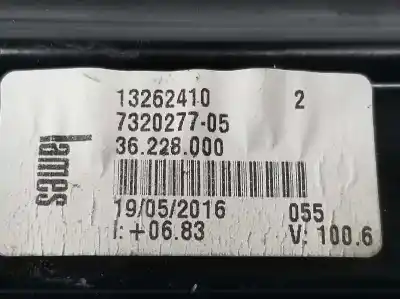 lames
13262410 2
7320277-05
36.228.000
19/05/2016 055
I: +06.83 V: 100.6